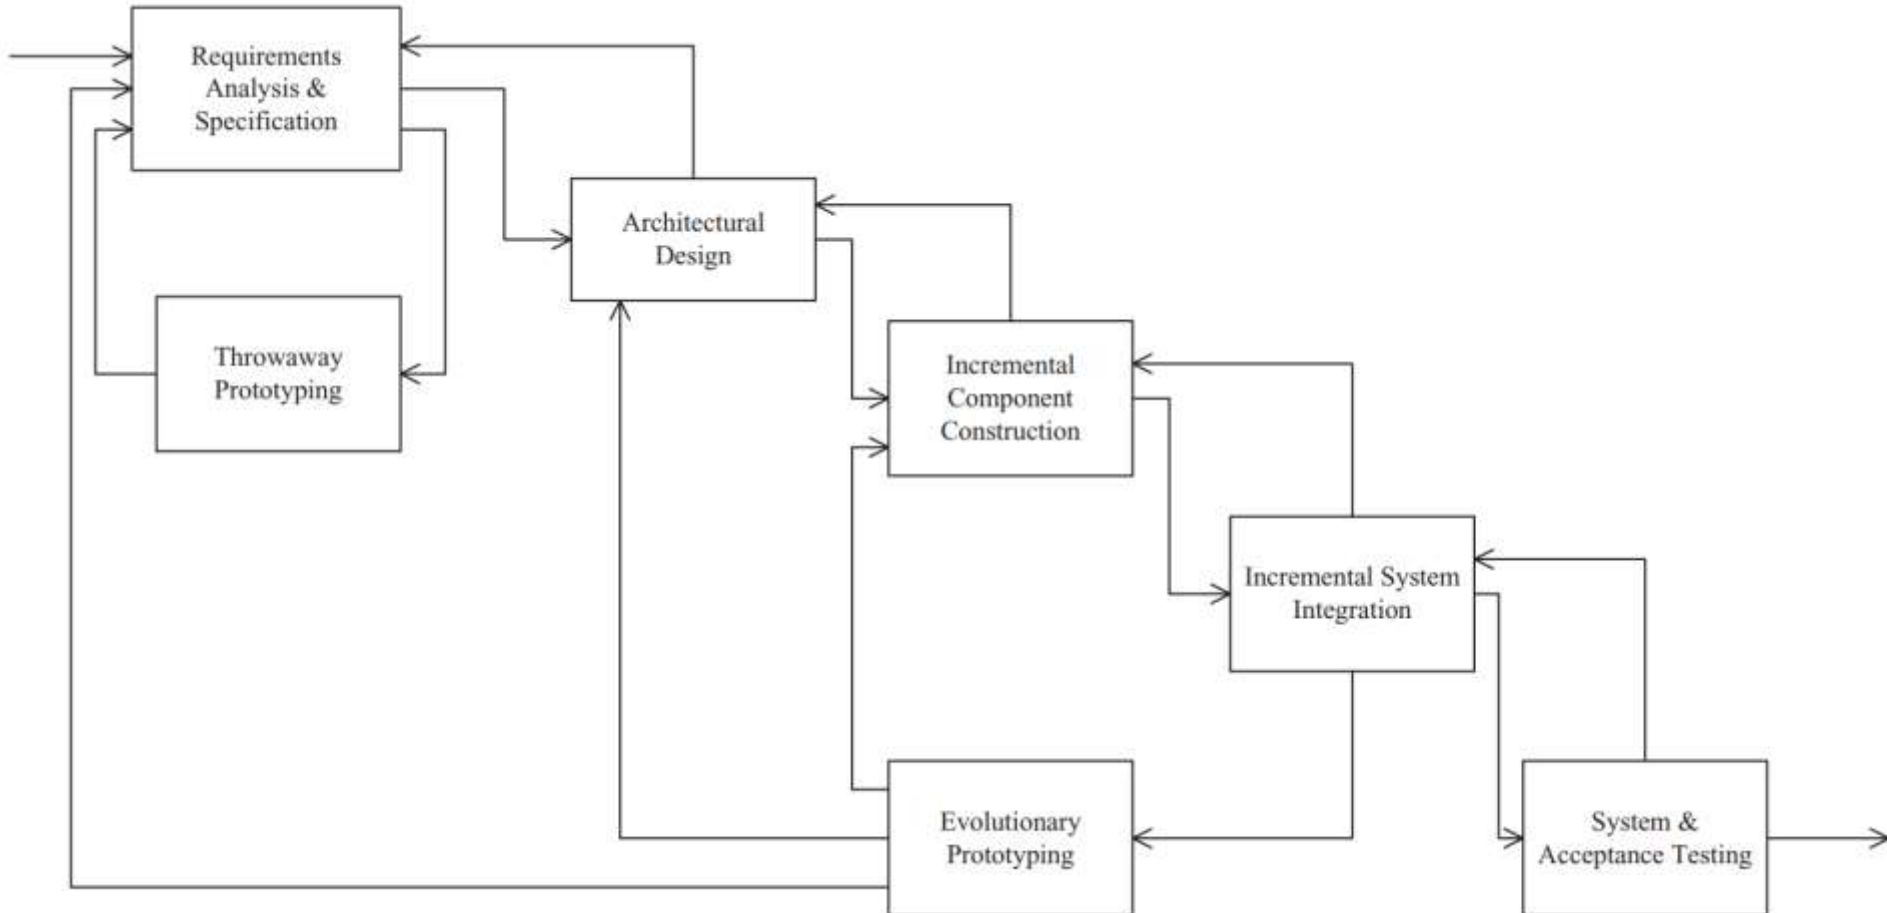 Requirements
Analysis &
Specification
Architectural
Design
Throwaway
Prototyping
Incremental
Component
Construction
Incremental System
Integration
Evolutionary
Prototyping
System &
Acceptance Testing